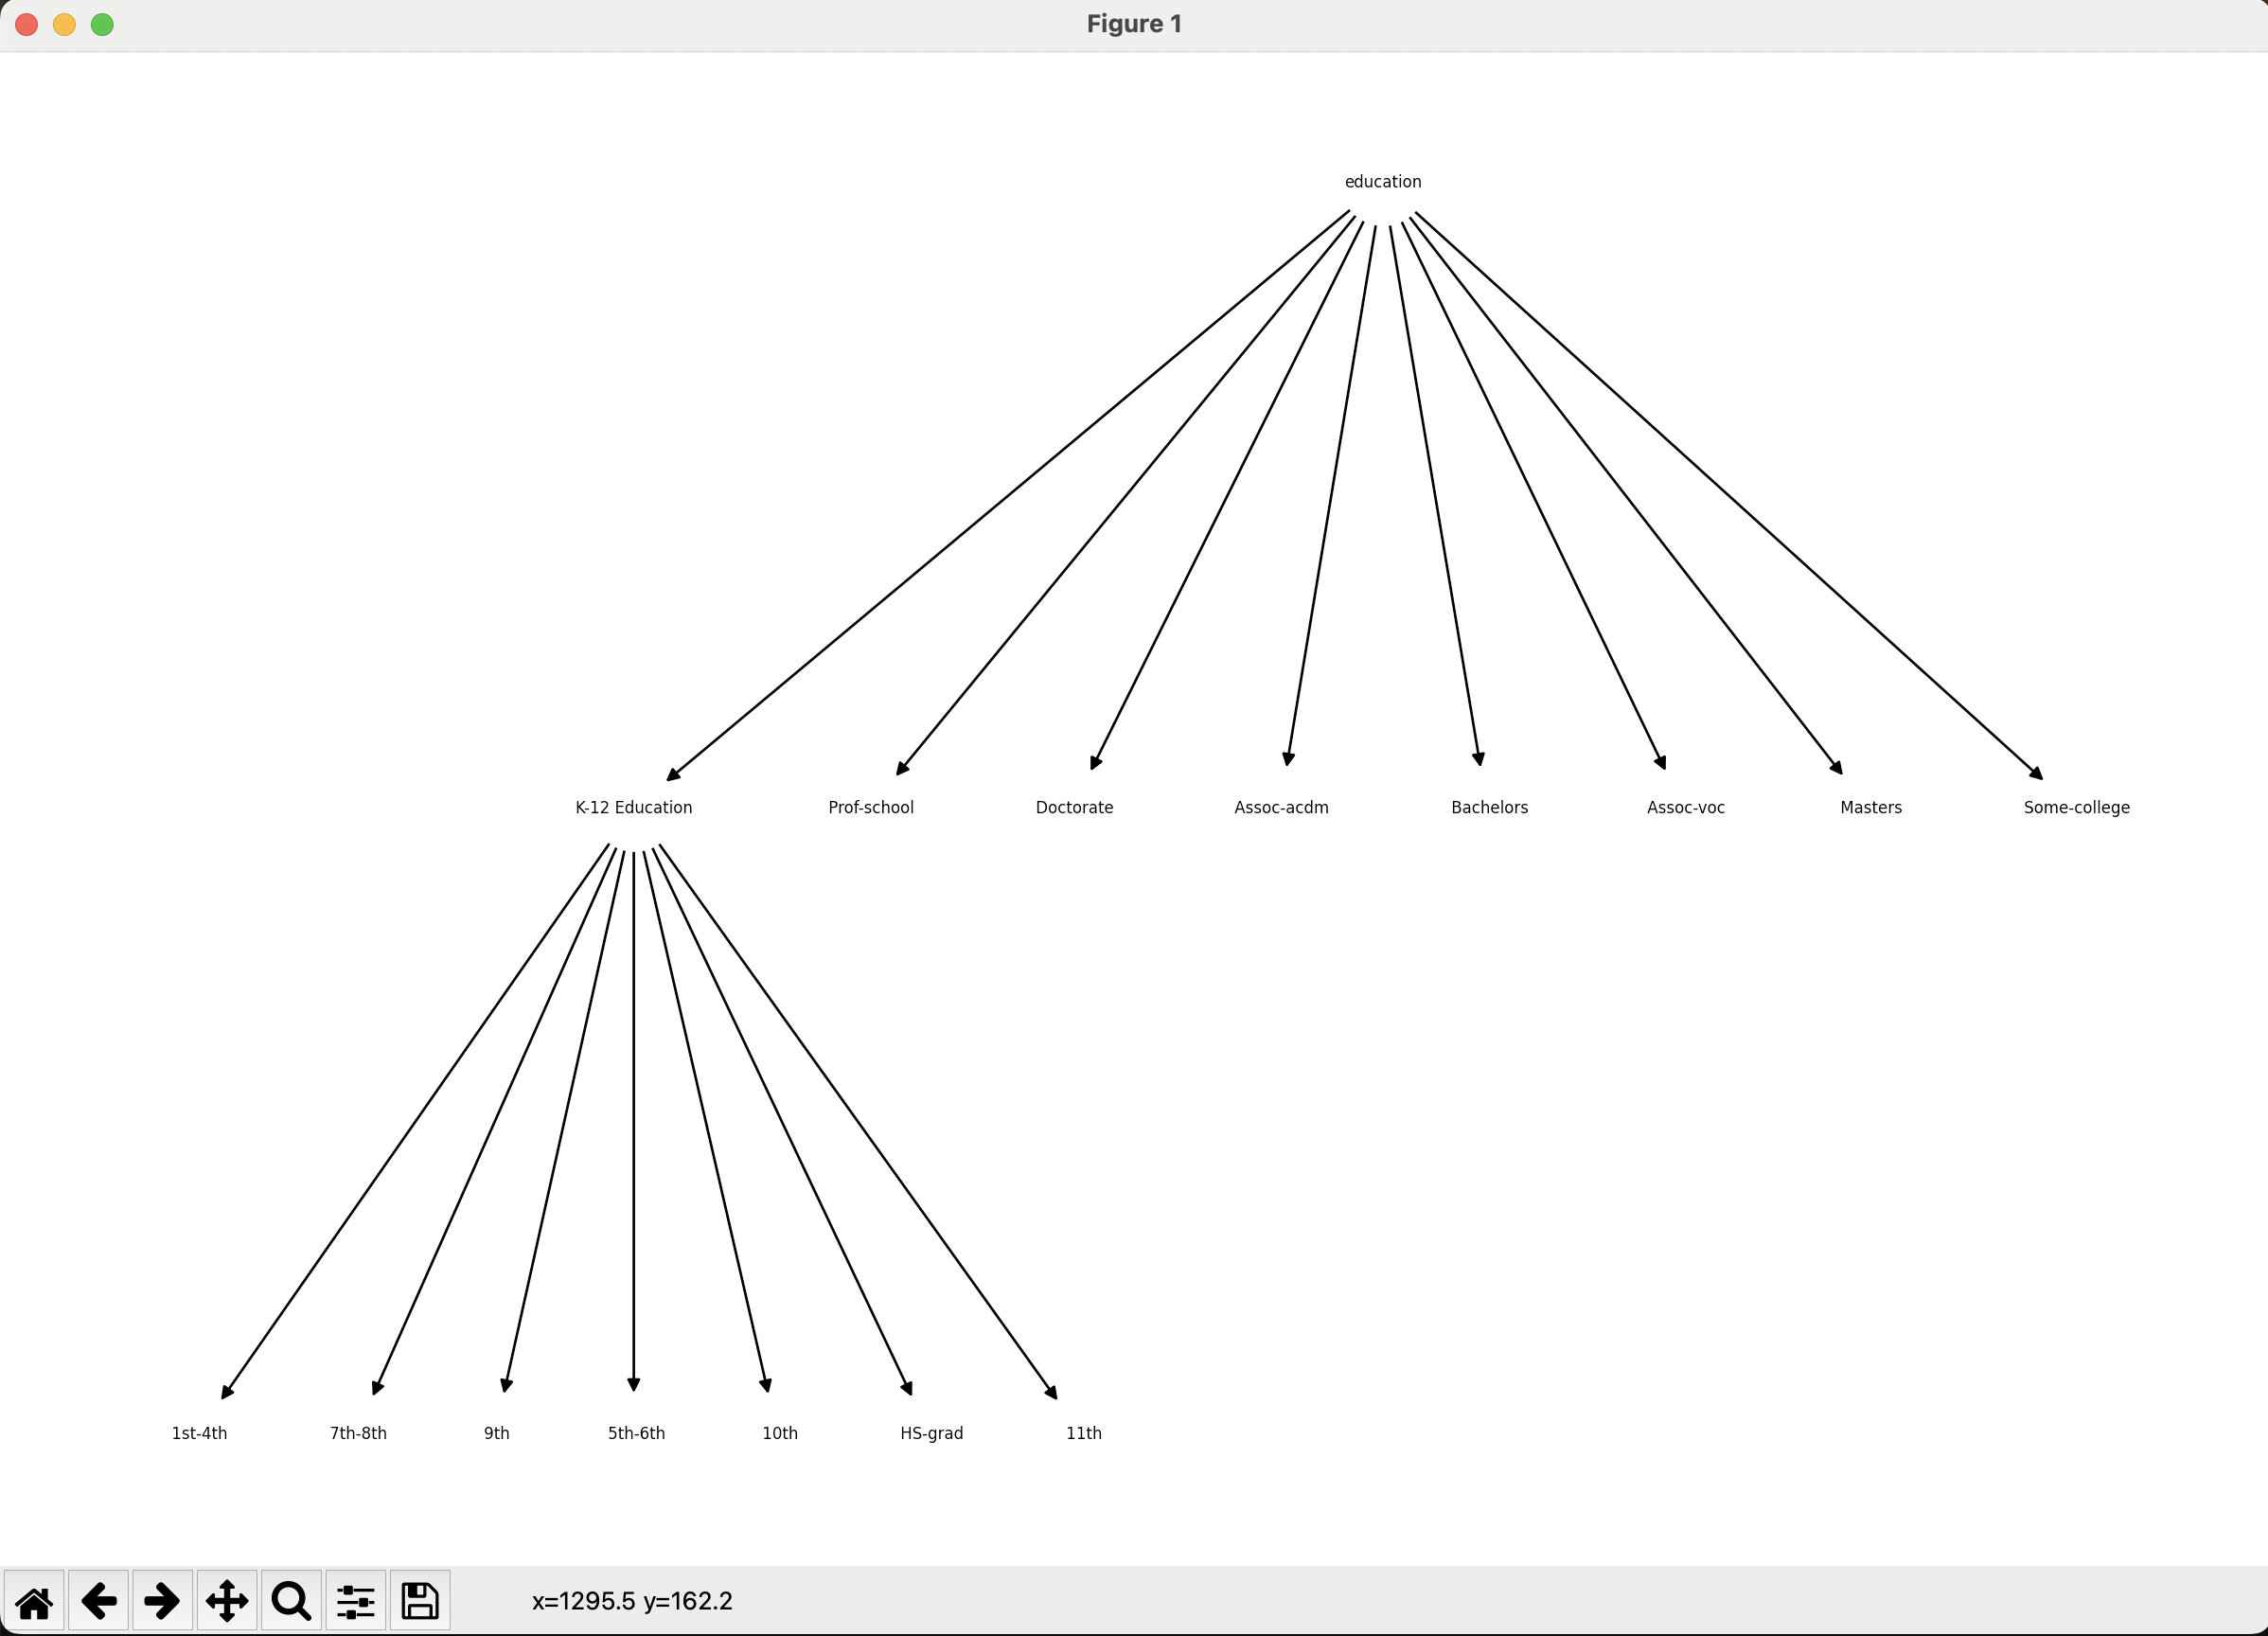 Figure 1
education
K-12 Education
Prof-school
Doctorate
Assoc-acdm
Bachelors
Assoc-voc
Masters
Some-college
1st-4th
7th-8th
9th
5th-6th
10th
HS-grad
11th
x=1295.5 y=162.2